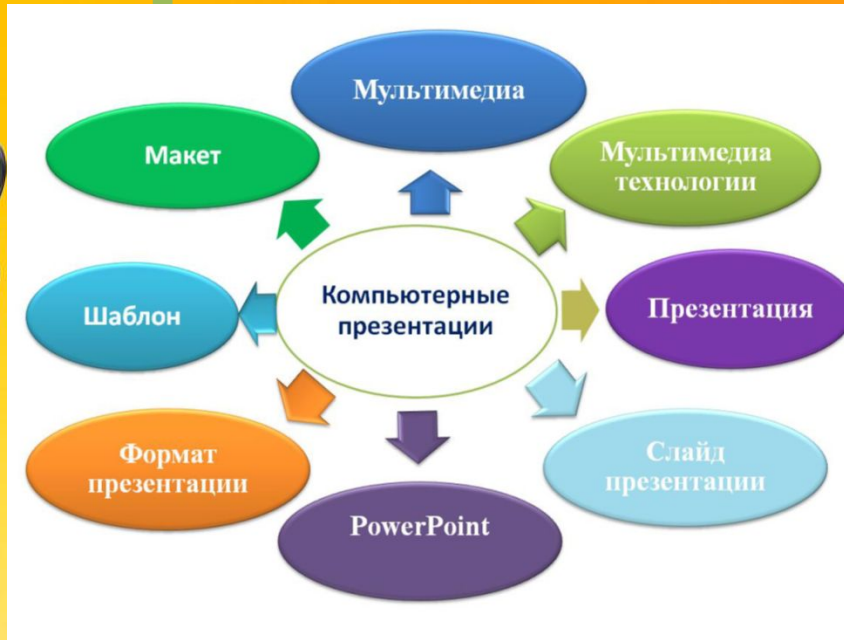 Мультимедиа
Макет
Мультимедиа
технологии
Компьютерные
презентации
Шаблон
Презентация
Формат
презентации
Слайд
презентации
PowerPoint